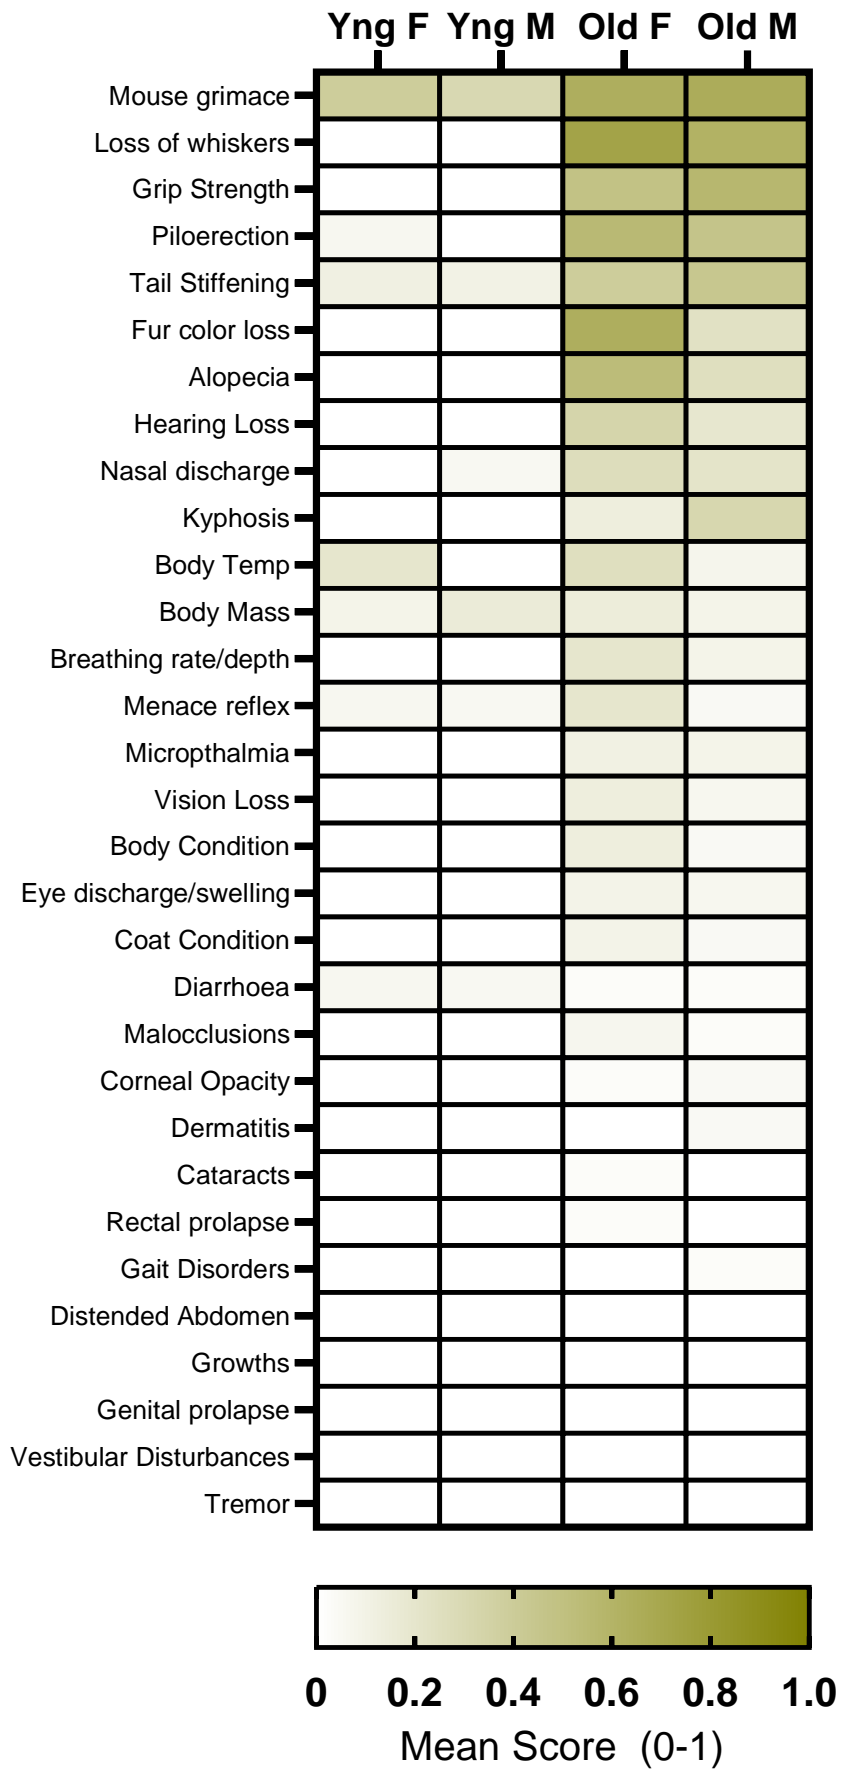 Yng F Yng M Old F Old M
Mouse grimace
Loss of whiskers
Grip Strength
Piloerection
Tail Stiffening
Fur color loss
Alopecia
Hearing Loss
Nasal discharge
Kyphosis
Body Temp
Body Mass
Breathing rate/depth
Menace reflex
Micropthalmia
Vision Loss
Body Condition
Eye discharge/swelling
Coat Condition
Diarrhoea
Malocclusions
Corneal Opacity
Dermatitis
Cataracts
Rectal prolapse
Gait Disorders
Distended Abdomen
Growths
Genital prolapse
Vestibular Disturbances
Tremor
0 0.2 0.4 0.6 0.8 1.0
Mean Score (0-1)